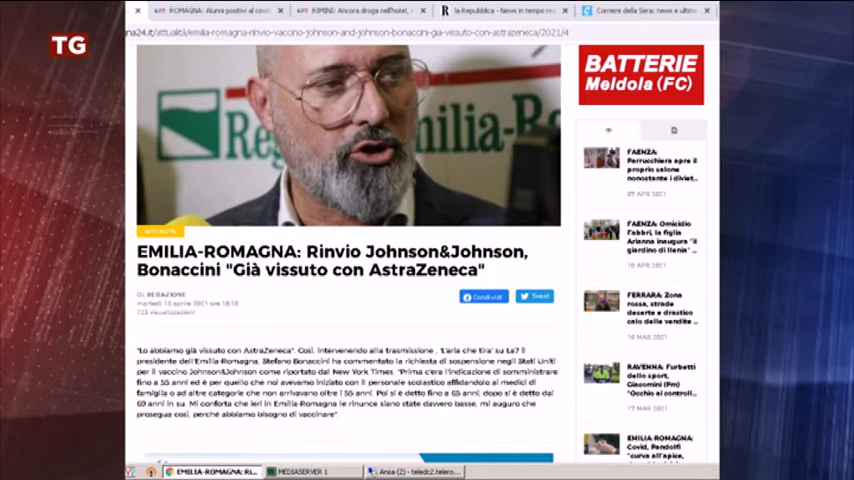 ROMAGNA: Alunni positivi al covid
RIMINI: Ancora droga nell'hotel,
la Repubblica - News in tempo
Corriere della Sera: news e ultime
na24.it/attualità/emilia-romagna-rinvio-vaccino-johnson-and-johnson-bonaccini-gia-vissuto-con-astrazeneca/2021/4
TG
BATTERIE
Meldola (FC)
ATTUALITÀ
EMILIA-ROMAGNA: Rinvio Johnson&Johnson,
Bonaccini "Già vissuto con AstraZeneca"
DI REDAZIONE
martedì 13 aprile 2021 ore 18:10
123 visualizzazioni
Condividi
Tweet
"Lo abbiamo già vissuto con AstraZeneca". Così, intervenendo alla trasmissione , 'L'aria che tira' su La7 il
presidente dell'Emilia-Romagna, Stefano Bonaccini ha commentato la richiesta di sospensione negli Stati Uniti
per il vaccino Johnson&Johnson come riportato dal New York Times. "Prima c'era l'indicazione di somministrare
fino a 55 anni ed è per quello che noi avevamo iniziato con il personale scolastico affidandolo ai medici di
famiglia o ad altre categorie che non arrivavano oltre i 55 anni. Poi si è detto fino a 65 anni, dopo si è detto dai
60 anni in su. Mi conforta che ieri in Emilia-Romagna le rinunce siano state davvero basse, mi auguro che
prosegua così, perché abbiamo bisogno di vaccinare".
FAENZA:
Parrucchiera apre il
proprio salone
nonostante i diviet...
07 APR 2021
FAENZA: Omicidio
Fabbri, la figlia
Arianna inaugura "il
giardino di Ilenia" ...
10 APR 2021
FERRARA: Zona
rossa, strade
deserte e drastico
calo delle vendite ...
10 MAR 2021
RAVENNA: Furbetti
dello sport,
Giacomini (Pm)
"Occhio ai controll...
17 MAR 2021
EMILIA-ROMAGNA:
Covid, Pandolfi
"curva all'apice,
EMILIA-ROMAGNA: Ri...
MEDIASERVER 1
Ansa (2) - teledc2.telero...